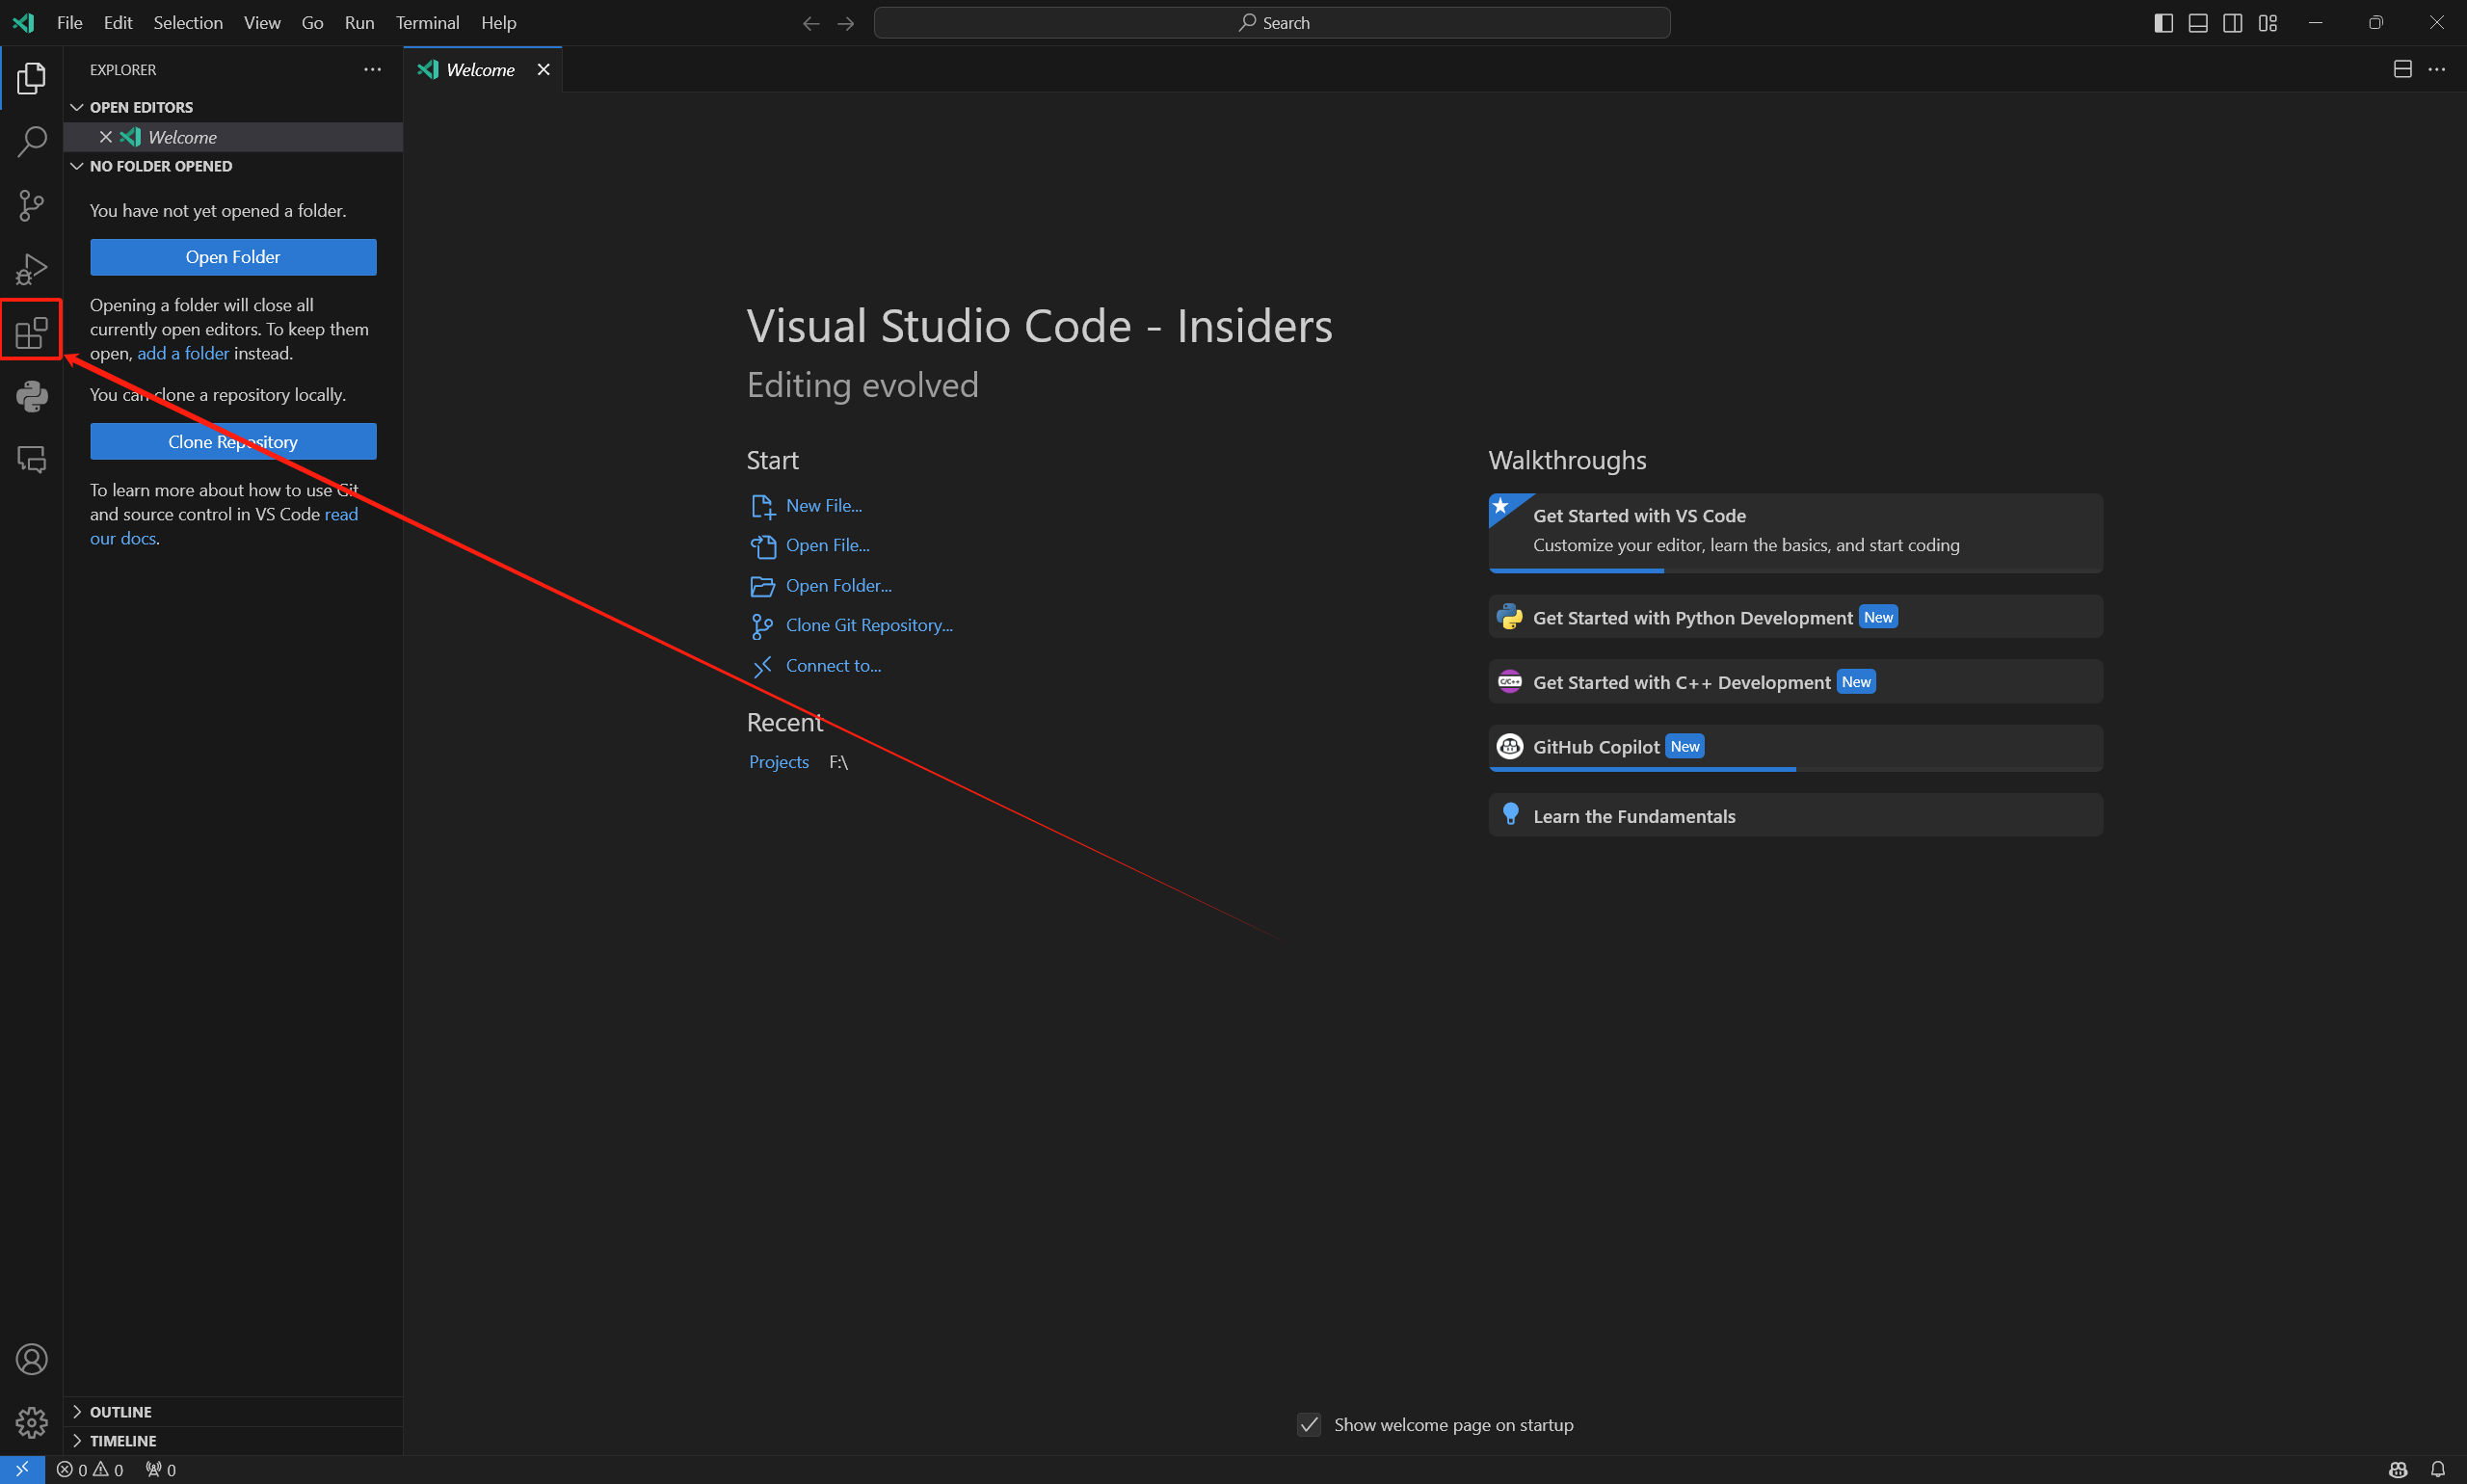 File Edit Selection View Go Run Terminal Help
Search
EXPLORER
Welcome
OPEN EDITORS
Welcome
NO FOLDER OPENED
You have not yet opened a folder.
Open Folder
Opening a folder will close all
currently open editors. To keep them
open, add a folder instead.
You can clone a repository locally.
Clone Repository
To learn more about how to use Git
and source control in VS Code read
our docs.
OUTLINE
TIMELINE
Visual Studio Code - Insiders
Editing evolved
Start
New File...
Open File...
Open Folder...
Clone Git Repository...
Connect to...
Recent
Projects F:\
Walkthroughs
Get Started with VS Code
Customize your editor, learn the basics, and start coding
Get Started with Python Development New
C/C++
Get Started with C++ Development New
GitHub Copilot New
Learn the Fundamentals
Show welcome page on startup
0 0 0